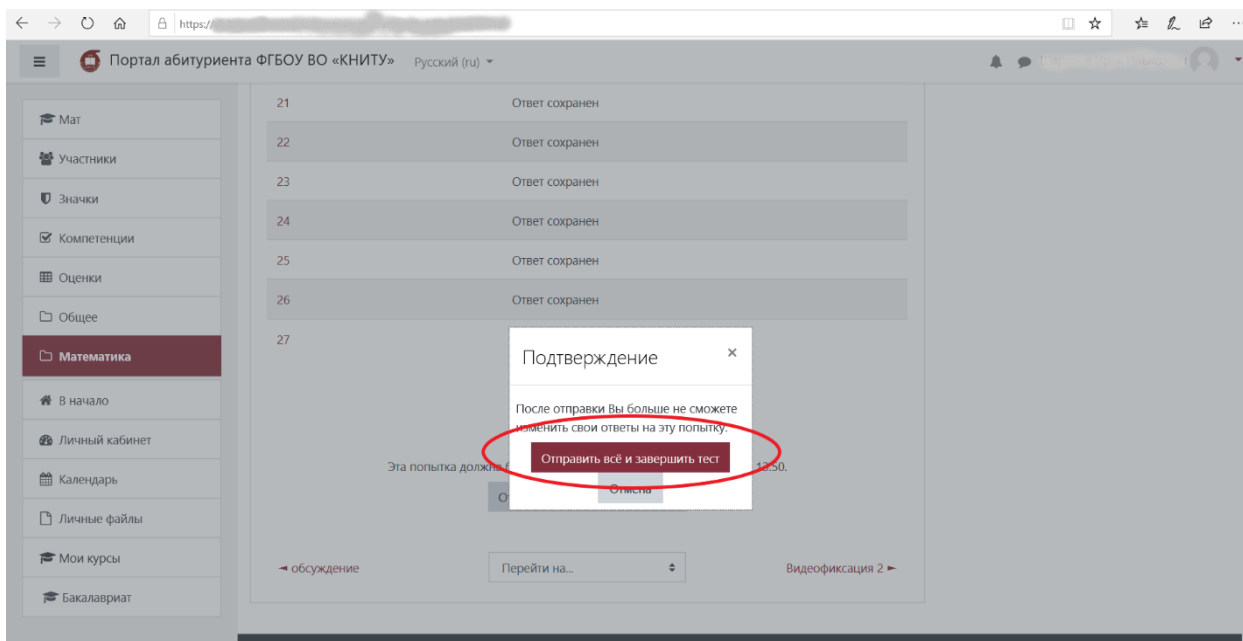 https://
Портал абитуриента ФГБОУ ВО «КНИТУ» Русский (ru)
Мат
Участники
Значки
Компетенции
Оценки
Общее
Математика
В начало
Личный кабинет
Календарь
Личные файлы
Мои курсы
Бакалавриат
21 Ответ сохранен
22 Ответ сохранен
23 Ответ сохранен
24 Ответ сохранен
25 Ответ сохранен
26 Ответ сохранен
27
Подтверждение ×
После отправки Вы больше не сможете
изменить свои ответы на эту попытку.
Отправить всё и завершить тест
Отмена
Эта попытка должна 13:50.
◄ обсуждение Перейти на... Видеофиксация 2 ►